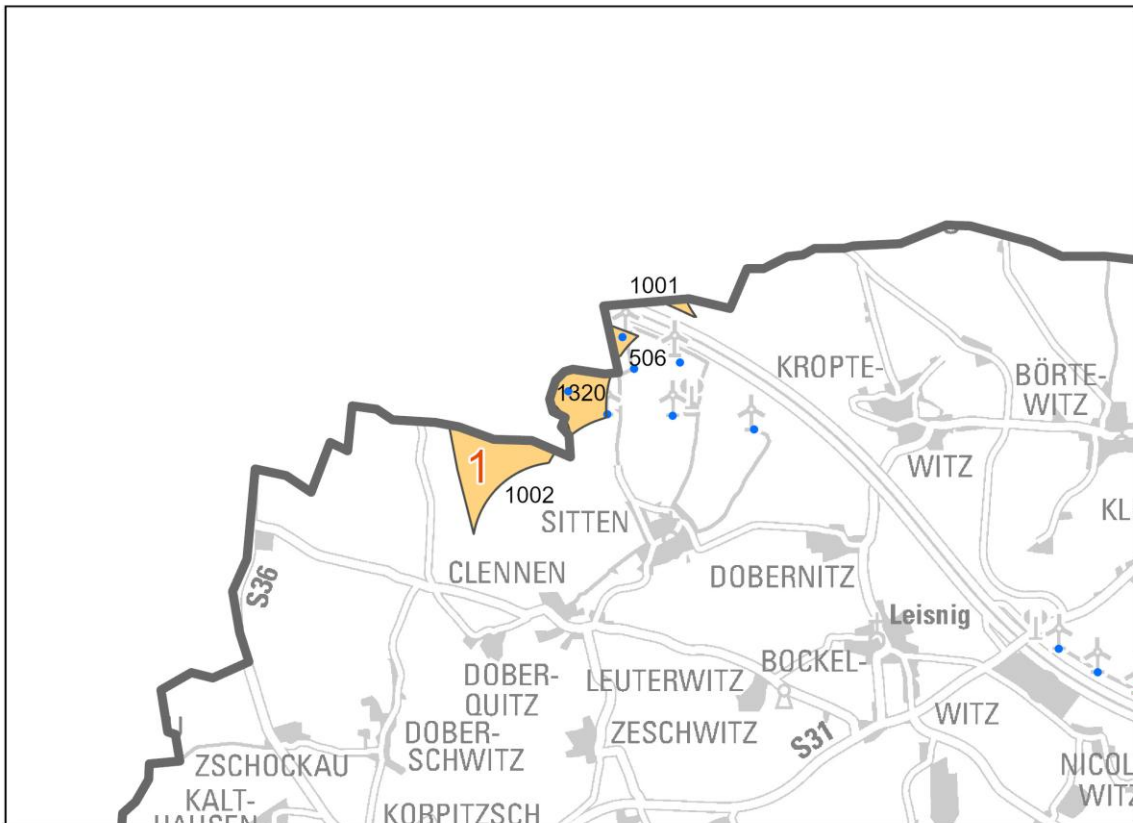 1001
506
KROPTE-
WITZ
BÖRTE-
WITZ
1320
1
1002
SITTEN
KL
S36
CLENNEN
DOBERNITZ
Leisnig
DOBER-
QUITZ
LEUTERWITZ
BOCKEL-
WITZ
DOBER-
SCHWITZ
ZESCHWITZ
S31
ZSCHOCKAU
NICOL
WITZ
KALT-
HAUSEN
KORPITZSCH